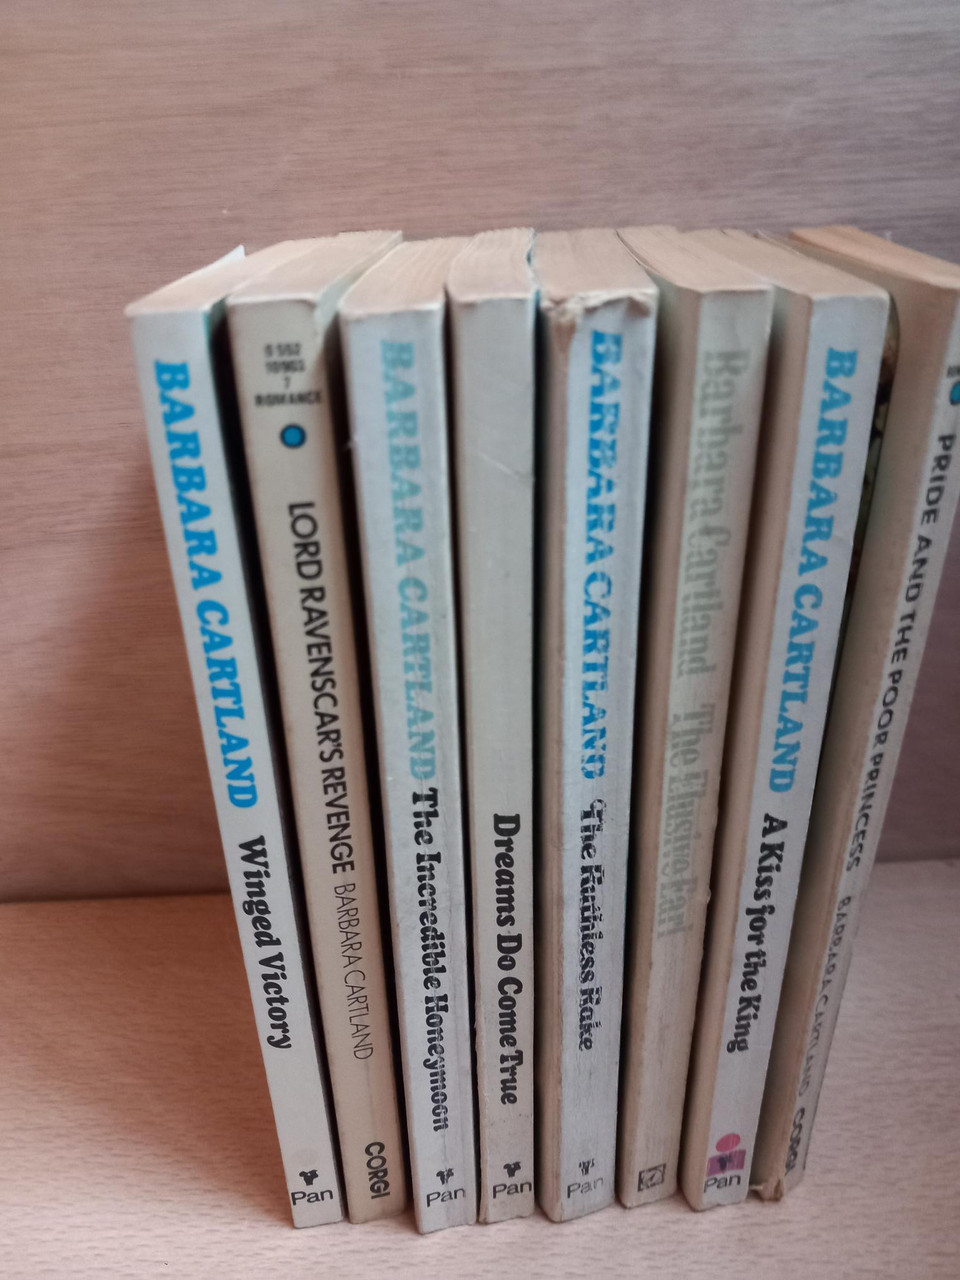 BARBARA CARTLAND Winged Victory
Pan
0 552
10903
7
ROMANCE
LORD RAVENSCAR'S REVENGE BARBARA CARTLAND
CORGI
BARBARA CARTLAND The Incredible Honeymoon
Pan
Dreams Do Come True
Pan
BARBARA CARTLAND The Ruthless Rake
Pan
Barbara Cartland The Elusive Earl
BARBARA CARTLAND A Kiss for the King
Pan
PRIDE AND THE POOR PRINCESS BARBARA CARTLAND
CORGI